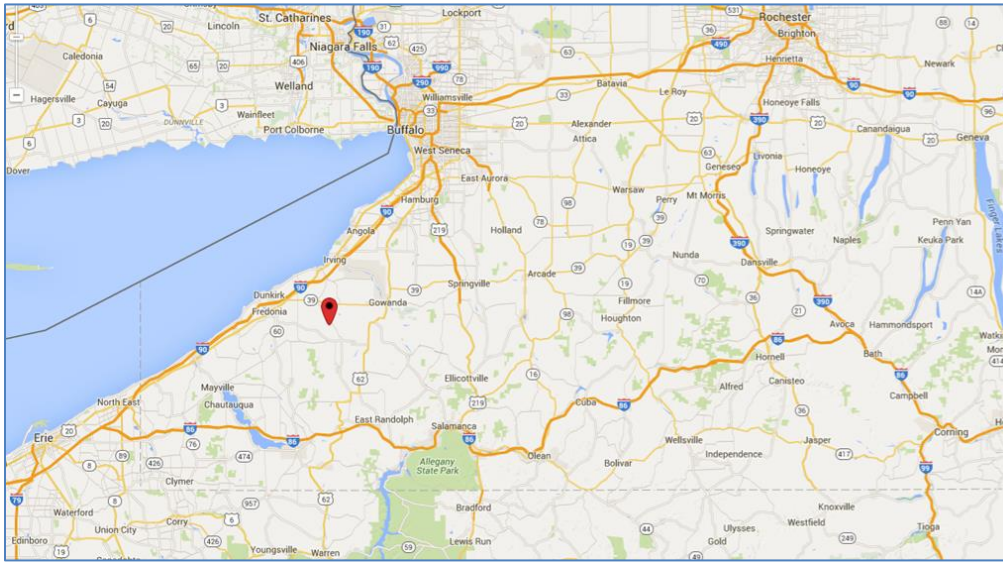 St. Catharines
Lockport
Rochester
Lincoln
Brighton
Caledonia
Niagara Falls
Henrietta
Newark
Welland
Williamsville
Batavia
Le Roy
Honeoye Falls
Hagersville
Cayuga
Wainfleet
DUNNVILLE
Port Colborne
Buffalo
Alexander
Attica
Canandaigua
Geneva
West Seneca
Geneseo
Livonia
Honeoye
Dover
East Aurora
Warsaw
Perry
Mt Morris
Hamburg
Finger Lakes
Angola
Holland
Springwater
Naples
Penn Yan
Keuka Park
Irving
Nunda
Dansville
Arcade
Springville
Dunkirk
Gowanda
Fillmore
Fredonia
Houghton
Avoca
Hammondsport
Hornell
Bath
Mayville
Ellicottville
Alfred
Canisteo
Chautauqua
Campbell
North East
Cuba
East Randolph
Salamanca
Corning
Erie
Wellsville
Jasper
Independence
Allegany
State Park
Olean
Bolivar
Clymer
Waterford
Bradford
Knoxville
Union City
Corry
Ulysses
Westfield
Tioga
Edinboro
Youngsville
Warren
Lewis Run
Gold